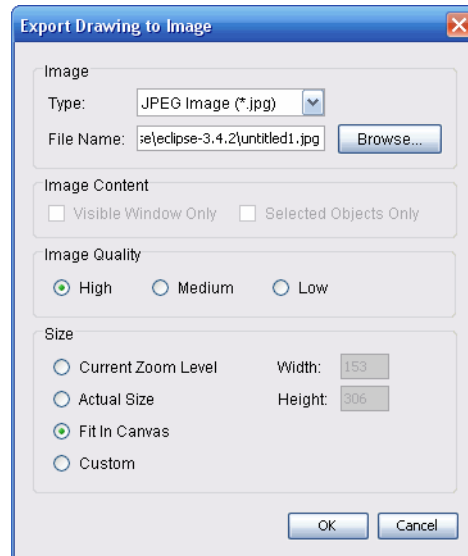 Export Drawing to Image
Image
Type: JPEG Image (*.jpg)
File Name: se\eclipse-3.4.2\untitled1.jpg Browse...
Image Content
Visible Window Only Selected Objects Only
Image Quality
High Medium Low
Size
Current Zoom Level Width: 153
Actual Size Height: 306
Fit In Canvas
Custom
OK Cancel